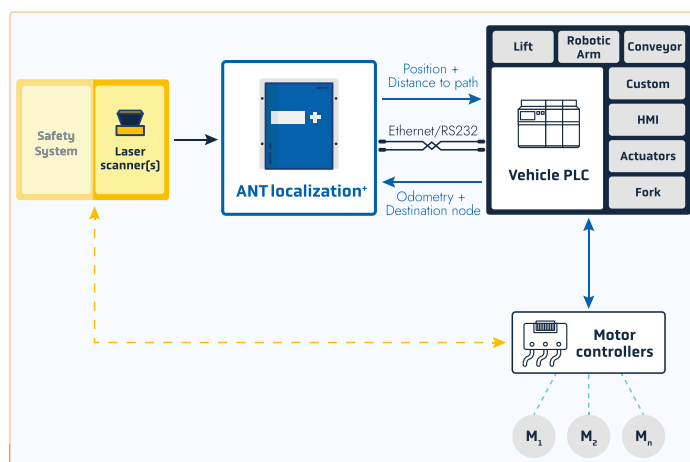 Safety
System
Laser
scanner(s)
ANT localization⁺
Position +
Distance to path
Ethernet/RS232
Odometry +
Destination node
Lift
Robotic
Arm
Conveyor
Custom
HMI
Actuators
Fork
Vehicle PLC
Motor
controllers
M₁
M₂
Mₙ